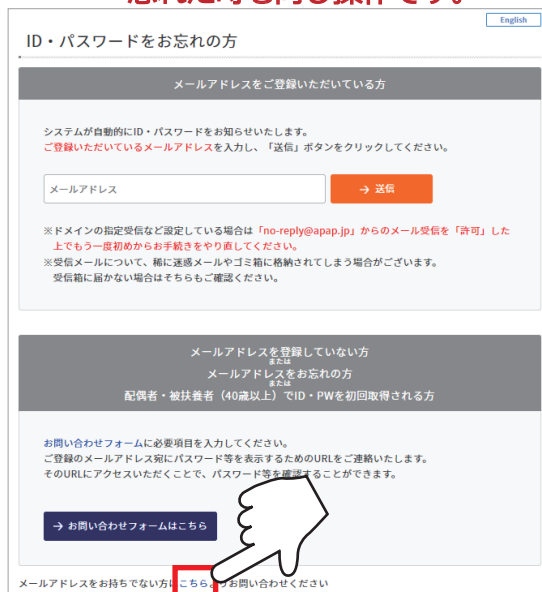 忘れた時も同じ操作です。
English
ID・パスワードをお忘れの方
メールアドレスをご登録いただいている方
システムが自動的にID・パスワードをお知らせいたします。
ご登録いただいているメールアドレスを入力し、「送信」ボタンをクリックしてください。
メールアドレス
→ 送信
※ドメインの指定受信など設定している場合は「no-reply@apap.jp」からのメール受信を「許可」した
上でもう一度初めからお手続きをやり直してください。
※受信メールについて、稀に迷惑メールやゴミ箱に格納されてしまう場合がございます。
受信箱に届かない場合はそちらもご確認ください。
メールアドレスを登録していない方
または
メールアドレスをお忘れの方
または
配偶者・被扶養者（40歳以上）でID・PWを初回取得される方
お問い合わせフォームに必要項目を入力してください。
ご登録のメールアドレス宛にパスワード等を表示するためのURLをご連絡いたします。
そのURLにアクセスいただくことで、パスワード等を確認することができます。
→ お問い合わせフォームはこちら
メールアドレスをお持ちでない方はこちらよりお問い合わせください